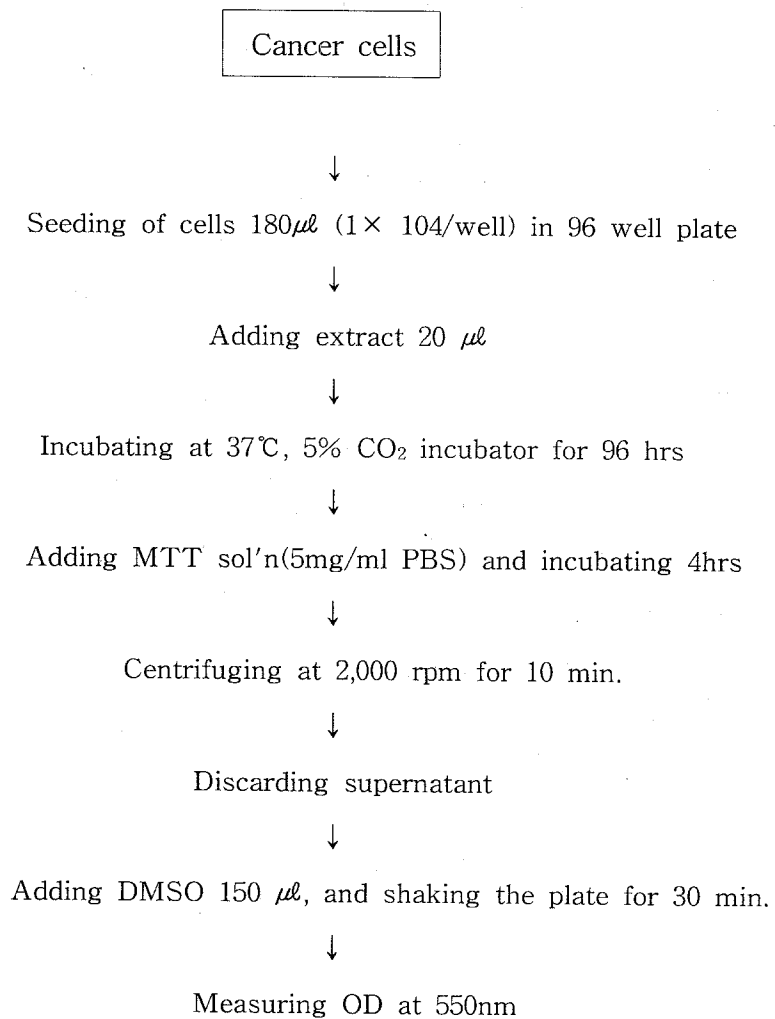 Cancer cells
↓
Seeding of cells 180㎕ (1× 104/well) in 96 well plate
↓
Adding extract 20 ㎕
↓
Incubating at 37℃, 5% CO₂ incubator for 96 hrs
↓
Adding MTT sol'n(5mg/ml PBS) and incubating 4hrs
↓
Centrifuging at 2,000 rpm for 10 min.
↓
Discarding supernatant
↓
Adding DMSO 150 ㎕, and shaking the plate for 30 min.
↓
Measuring OD at 550nm